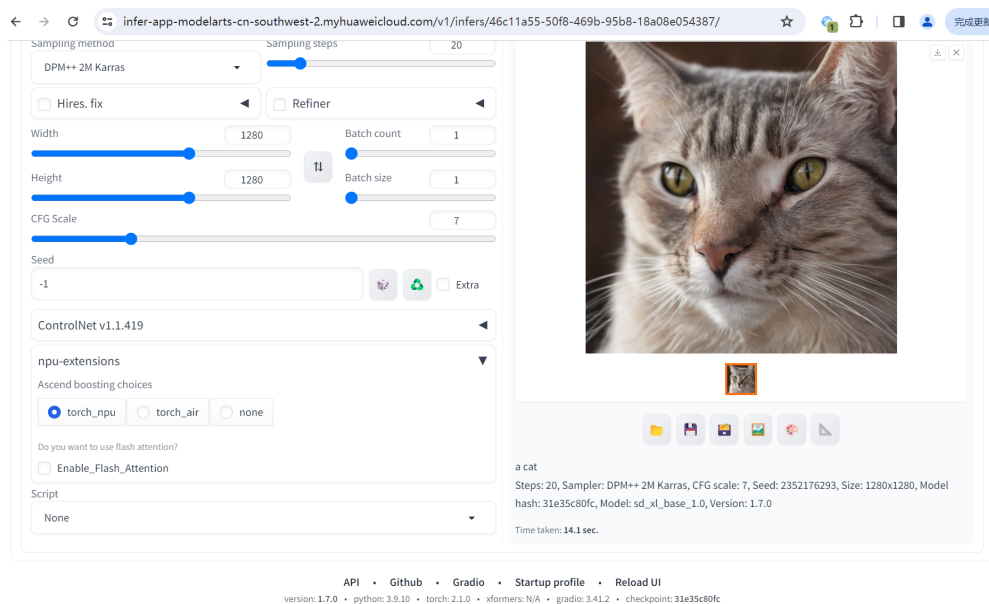 infer-app-modelarts-cn-southwest-2.myhuaweicloud.com/v1/infers/46c11a55-50f8-469b-95b8-18a08e054387/
1
完成更新
Sampling method
Sampling steps
20
DPM++ 2M Karras
Hires. fix
Refiner
Width
1280
Batch count
1
Height
1280
Batch size
1
CFG Scale
7
Seed
-1
Extra
ControlNet v1.1.419
npu-extensions
Ascend boosting choices
torch_npu
torch_air
none
Do you want to use flash attention?
Enable_Flash_Attention
Script
None
a cat
Steps: 20, Sampler: DPM++ 2M Karras, CFG scale: 7, Seed: 2352176293, Size: 1280x1280, Model
hash: 31e35c80fc, Model: sd_xl_base_1.0, Version: 1.7.0
Time taken: 14.1 sec.
API • Github • Gradio • Startup profile • Reload UI
version: 1.7.0 • python: 3.9.10 • torch: 2.1.0 • xformers: N/A • gradio: 3.41.2 • checkpoint: 31e35c80fc